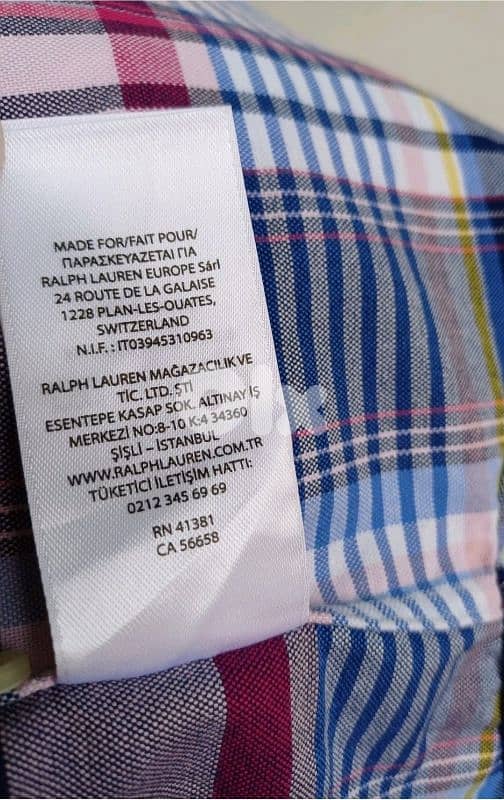 MADE FOR/FAIT POUR/
ΠΑΡΑΣΚΕΥΑΖΕΤΑΙ ΓΙΑ
RALPH LAUREN EUROPE Sárl
24 ROUTE DE LA GALAISE
1228 PLAN-LES-OUATES,
SWITZERLAND
N.I.F.: IT03945310963
RALPH LAUREN MAĞAZACILIK VE
TİC. LTD. ŞTİ
ESENTEPE KASAP SOK. ALTINAY İŞ
MERKEZİ NO:8-10 K:4 34360
ŞİŞLİ – İSTANBUL
WWW.RALPHLAUREN.COM.TR
TÜKETİCİ İLETİŞİM HATTI:
0212 345 69 69
RN 41381
CA 56658